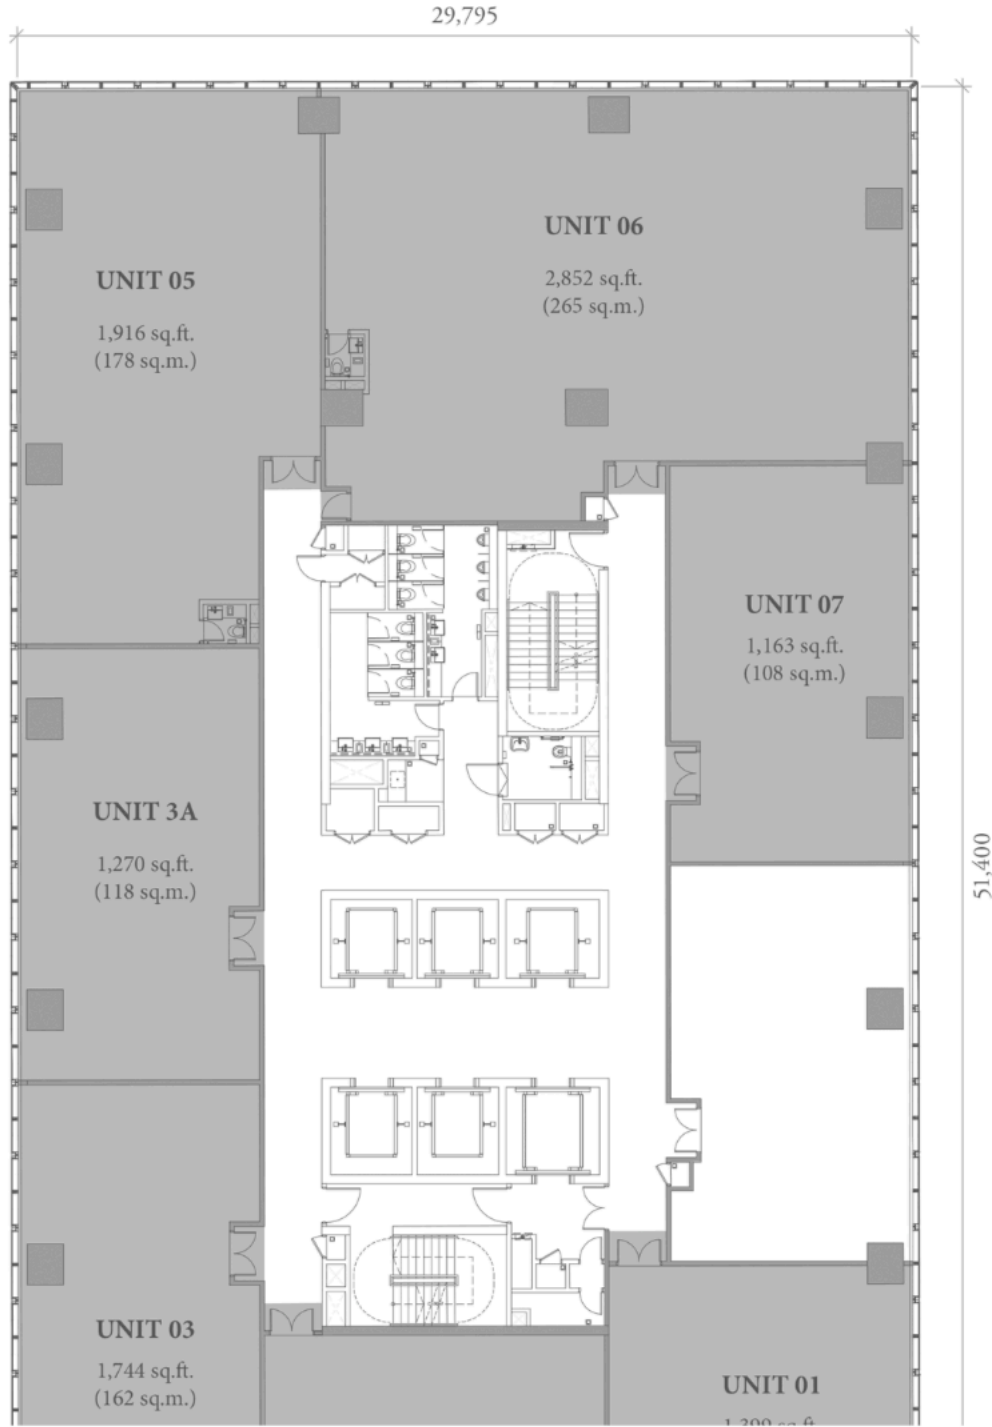 29,795
UNIT 06
2,852 sq.ft.
(265 sq.m.)
UNIT 05
1,916 sq.ft.
(178 sq.m.)
UNIT 07
1,163 sq.ft.
(108 sq.m.)
UNIT 3A
1,270 sq.ft.
(118 sq.m.)
51,400
UNIT 03
1,744 sq.ft.
(162 sq.m.)
UNIT 01